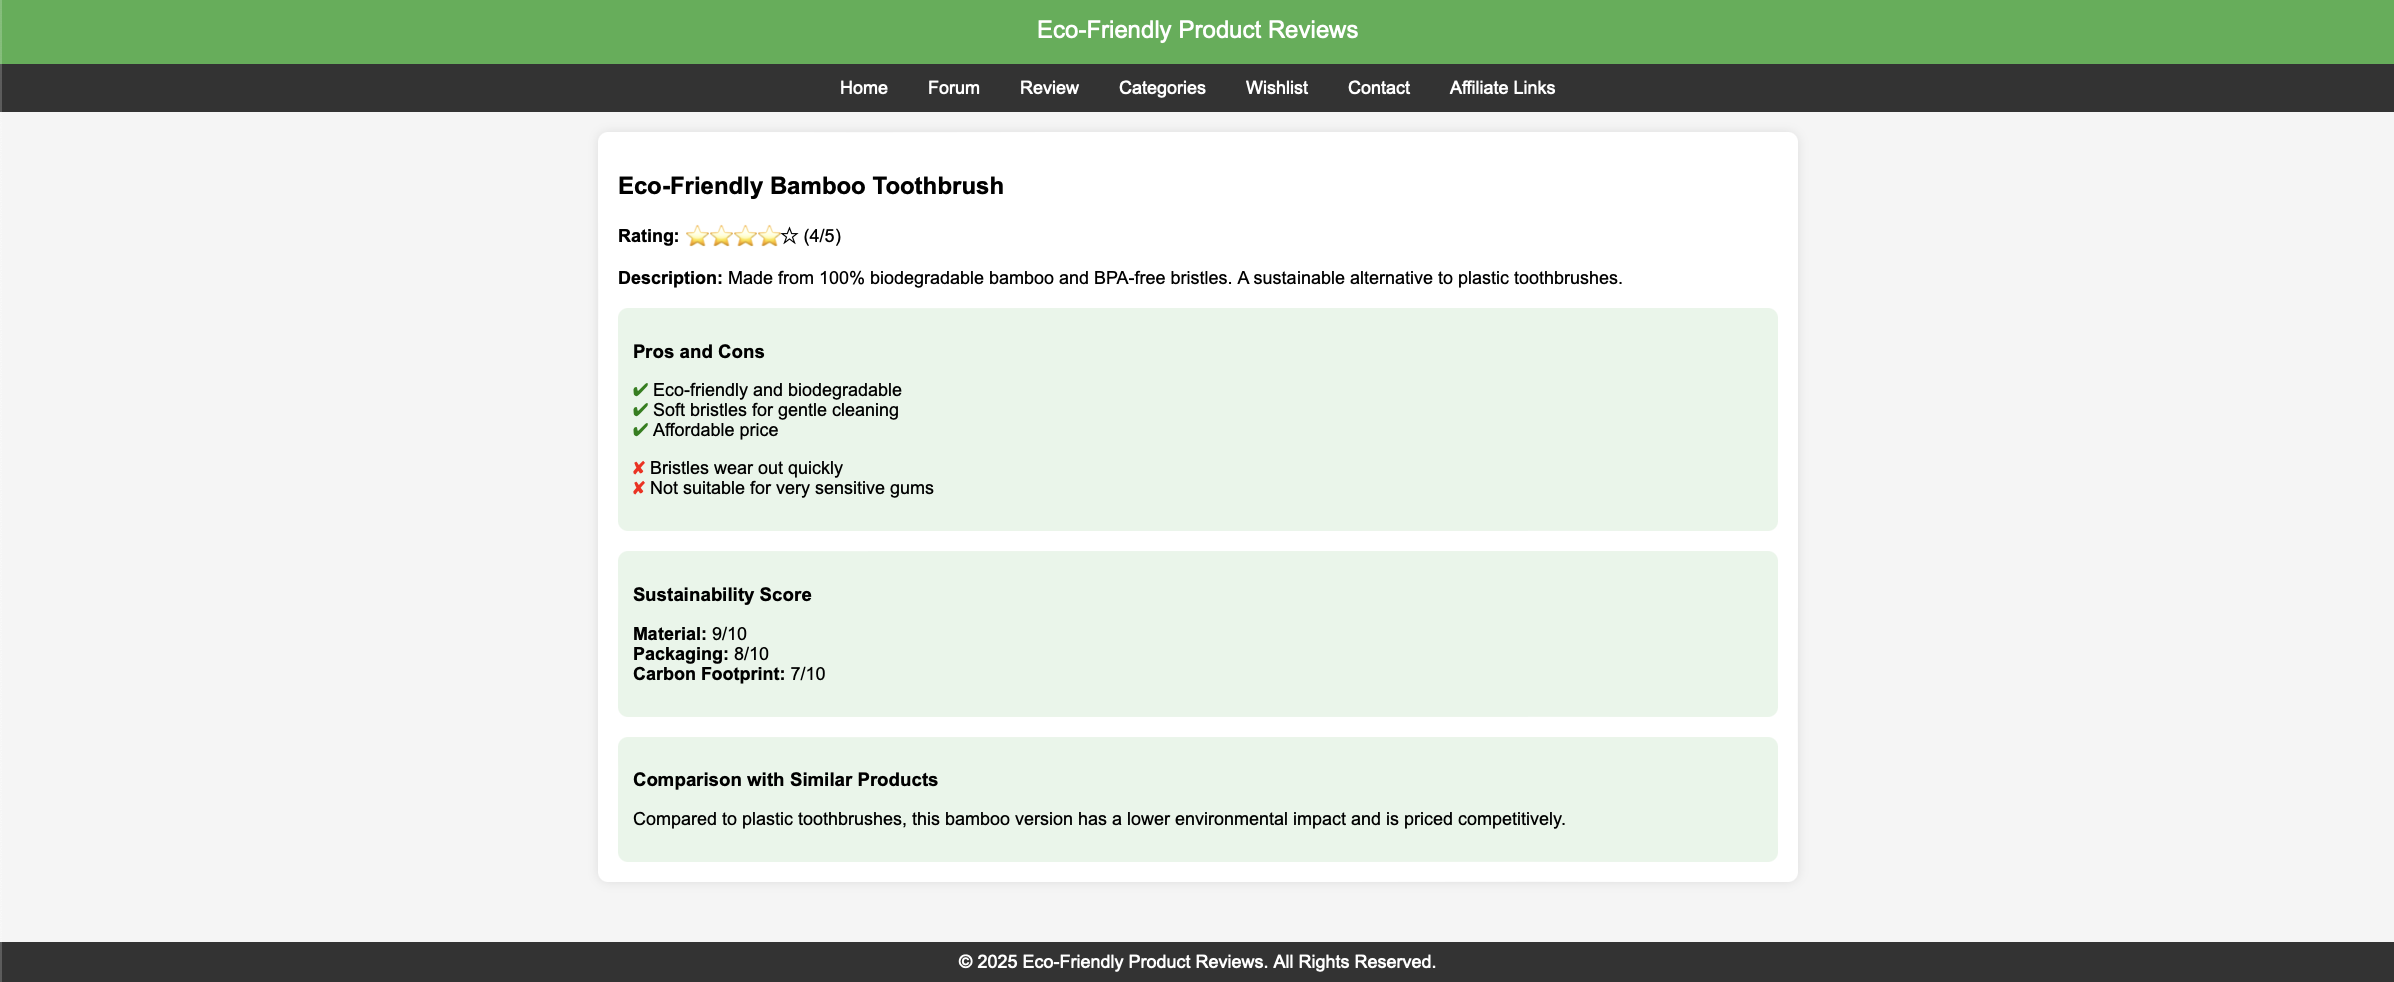 Eco-Friendly Product Reviews
Home Forum Review Categories Wishlist Contact Affiliate Links
Eco-Friendly Bamboo Toothbrush
Rating: ⭐⭐⭐⭐☆ (4/5)
Description: Made from 100% biodegradable bamboo and BPA-free bristles. A sustainable alternative to plastic toothbrushes.
Pros and Cons
✔ Eco-friendly and biodegradable
✔ Soft bristles for gentle cleaning
✔ Affordable price
✘ Bristles wear out quickly
✘ Not suitable for very sensitive gums
Sustainability Score
Material: 9/10
Packaging: 8/10
Carbon Footprint: 7/10
Comparison with Similar Products
Compared to plastic toothbrushes, this bamboo version has a lower environmental impact and is priced competitively.
© 2025 Eco-Friendly Product Reviews. All Rights Reserved.